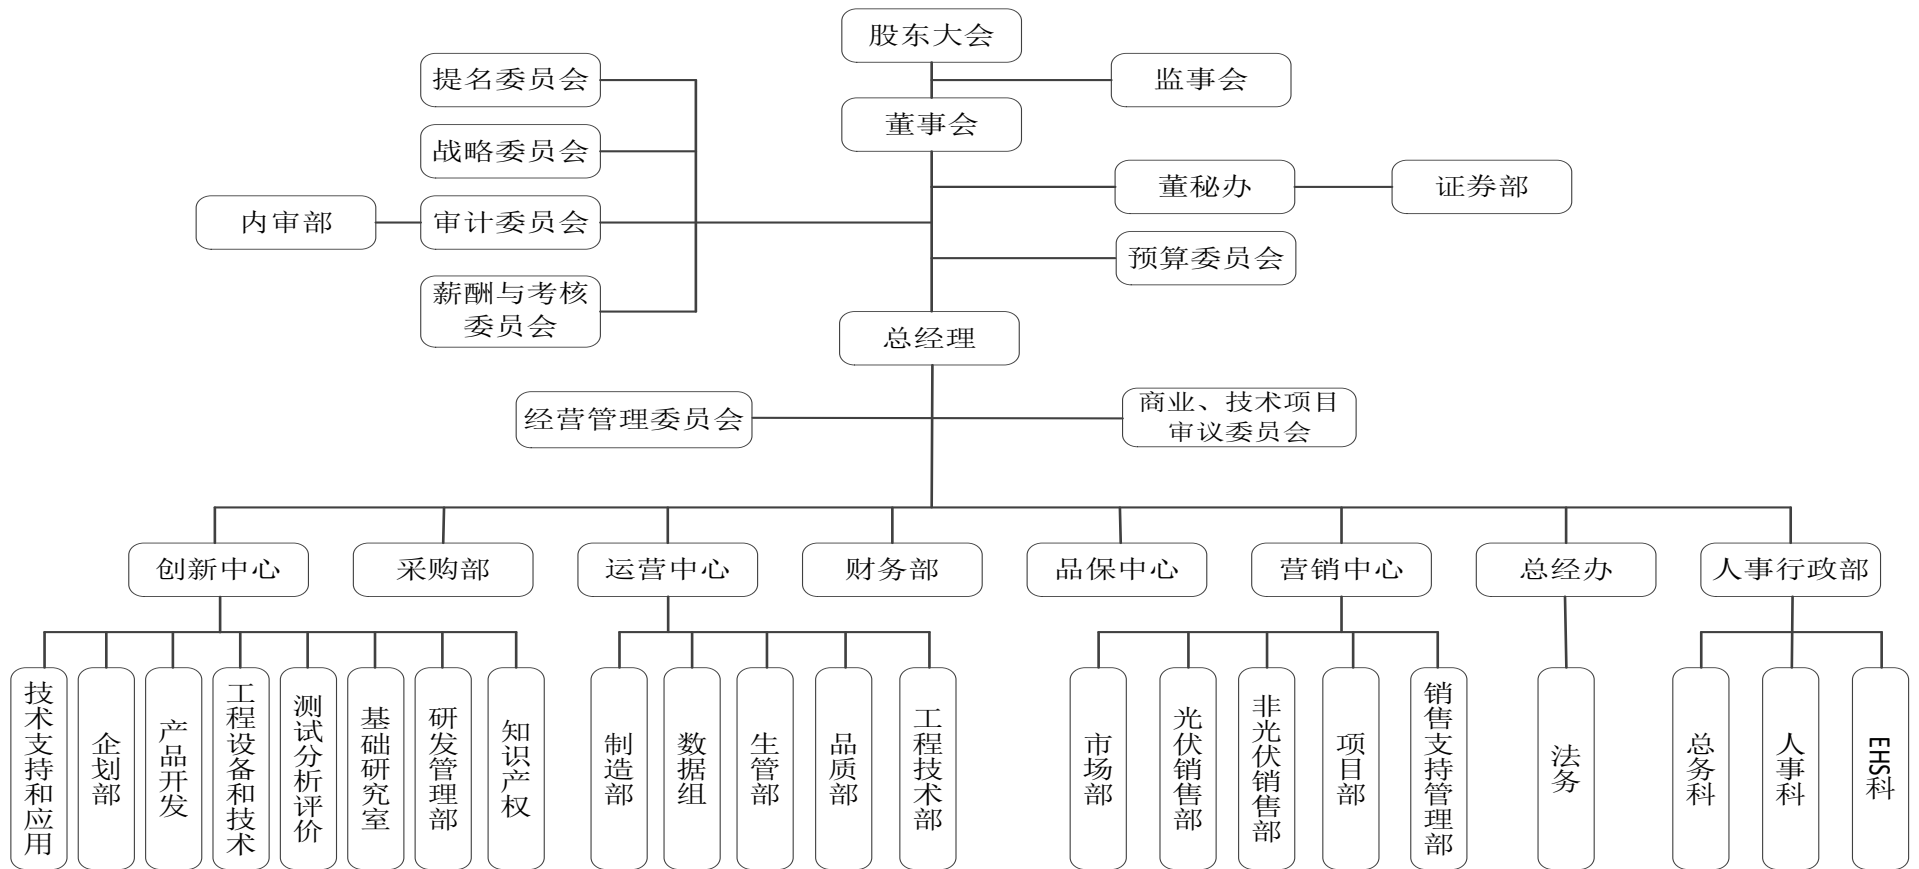 股东大会
提名委员会
监事会
董事会
战略委员会
董秘办
证券部
内审部
审计委员会
预算委员会
薪酬与考核
委员会
总经理
经营管理委员会
商业、技术项目
审议委员会
创新中心
采购部
运营中心
财务部
品保中心
营销中心
总经办
人事行政部
技术支持和应用
企划部
产品开发
工程设备和技术
测试分析评价
基础研究室
研发管理部
知识产权
制造部
数据组
生管部
品质部
工程技术部
市场部
光伏销售部
非光伏销售部
项目部
销售支持管理部
法务
总务科
人事科
EHS科